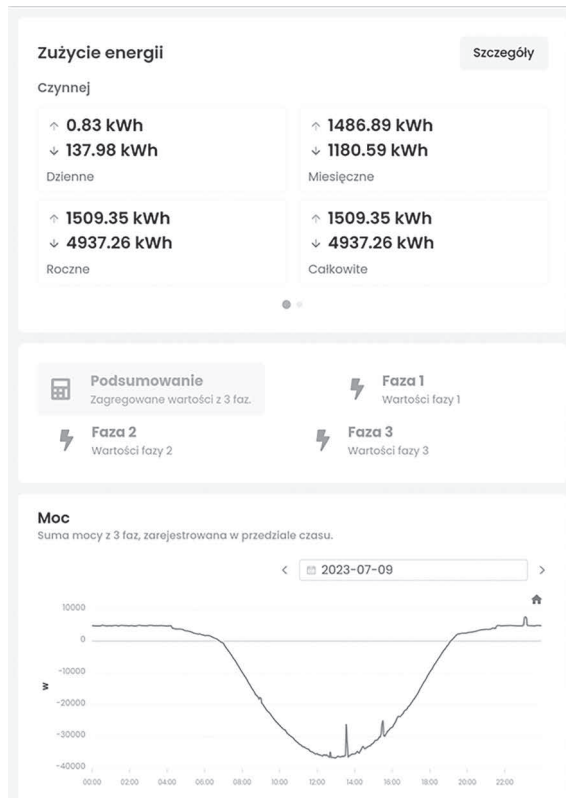 Zużycie energii
Szczegóły
Czynnej
↑ 0.83 kWh
↓ 137.98 kWh
Dzienne
↑ 1486.89 kWh
↓ 1180.59 kWh
Miesięczne
↑ 1509.35 kWh
↓ 4937.26 kWh
Roczne
↑ 1509.35 kWh
↓ 4937.26 kWh
Całkowite
Podsumowanie
Zagregowane wartości z 3 faz.
Faza 1
Wartości fazy 1
Faza 2
Wartości fazy 2
Faza 3
Wartości fazy 3
Moc
Suma mocy z 3 faz, zarejestrowana w przedziale czasu.
< 2023-07-09 >
10000
0
-10000
-20000
-30000
-40000
W
00:00 02:00 04:00 06:00 08:00 10:00 12:00 14:00 16:00 18:00 20:00 22:00